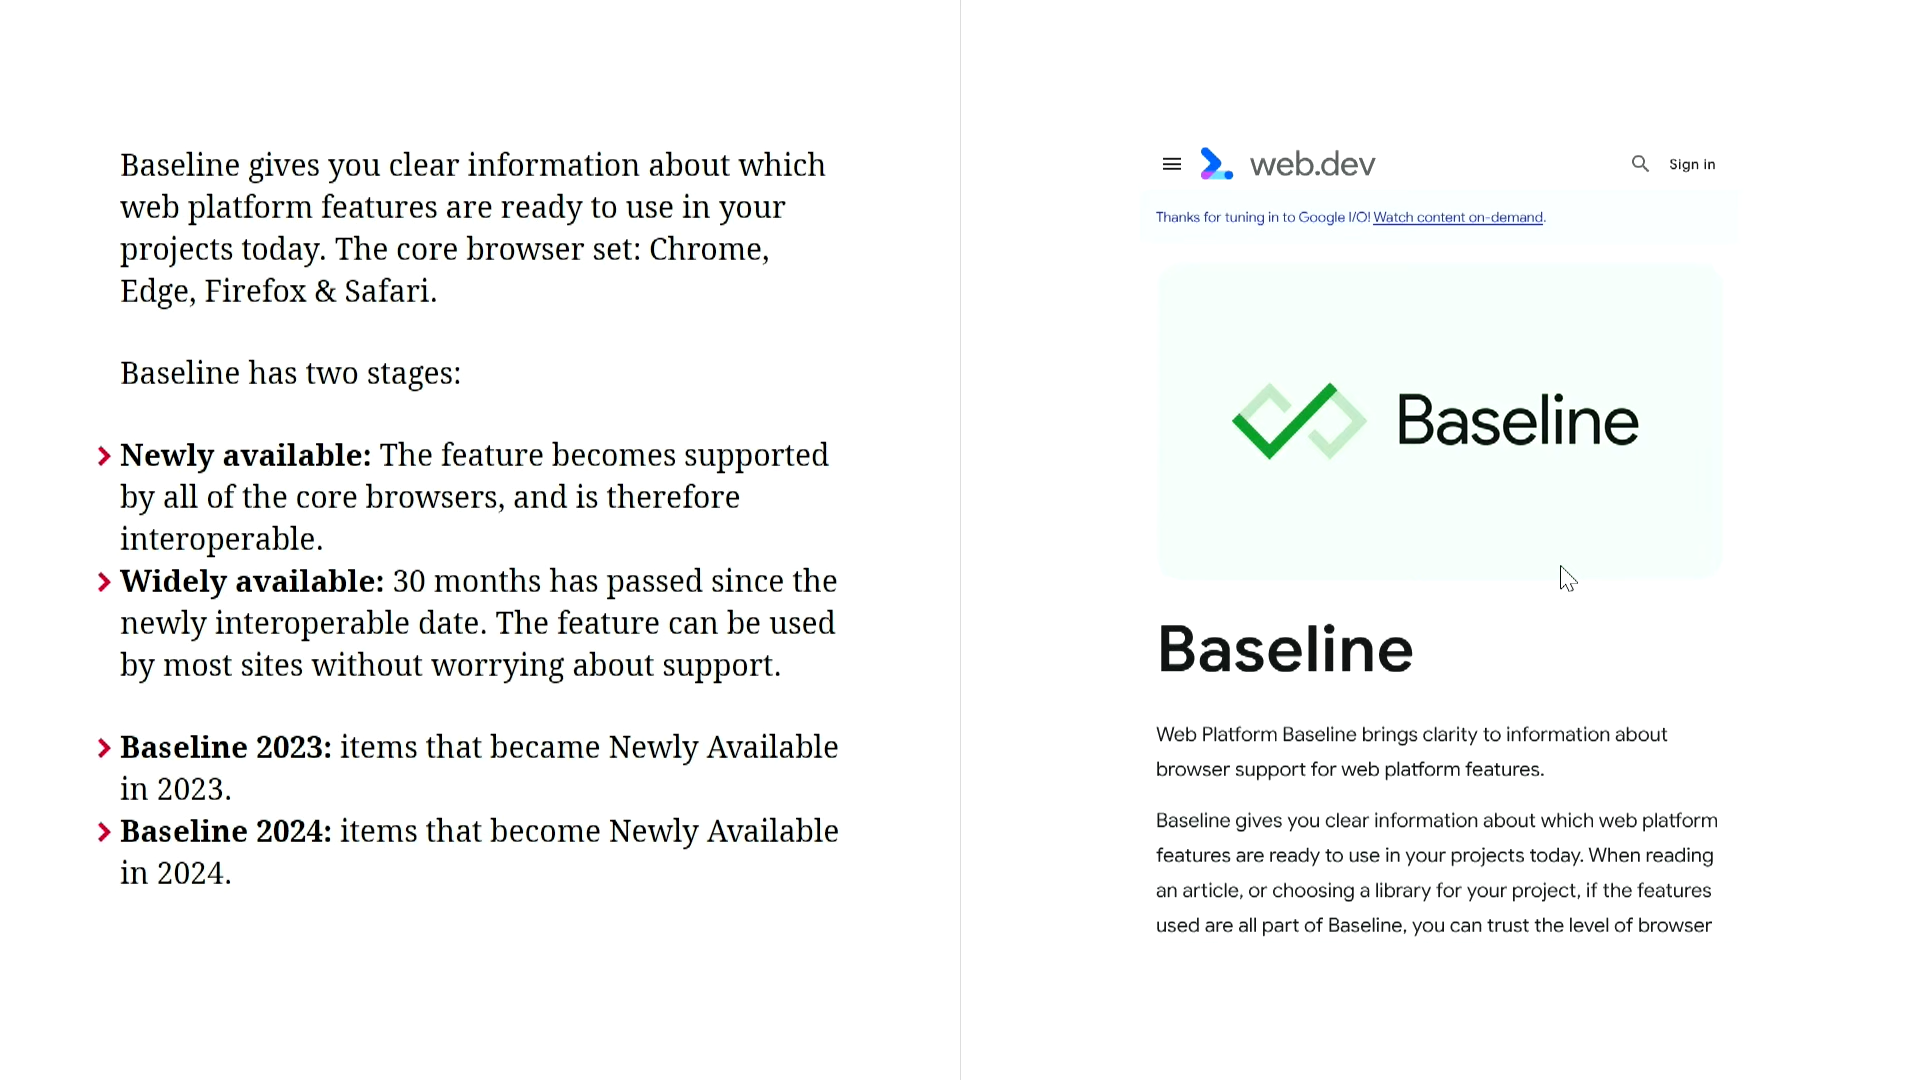 Baseline gives you clear information about which
web platform features are ready to use in your
projects today. The core browser set: Chrome,
Edge, Firefox & Safari.
Baseline has two stages:
Newly available: The feature becomes supported
by all of the core browsers, and is therefore
interoperable.
Widely available: 30 months has passed since the
newly interoperable date. The feature can be used
by most sites without worrying about support.
Baseline 2023: items that became Newly Available
in 2023.
Baseline 2024: items that become Newly Available
in 2024.
web.dev
Sign in
Thanks for tuning in to Google I/O! Watch content on-demand.
Baseline
Baseline
Web Platform Baseline brings clarity to information about
browser support for web platform features.
Baseline gives you clear information about which web platform
features are ready to use in your projects today. When reading
an article, or choosing a library for your project, if the features
used are all part of Baseline, you can trust the level of browser